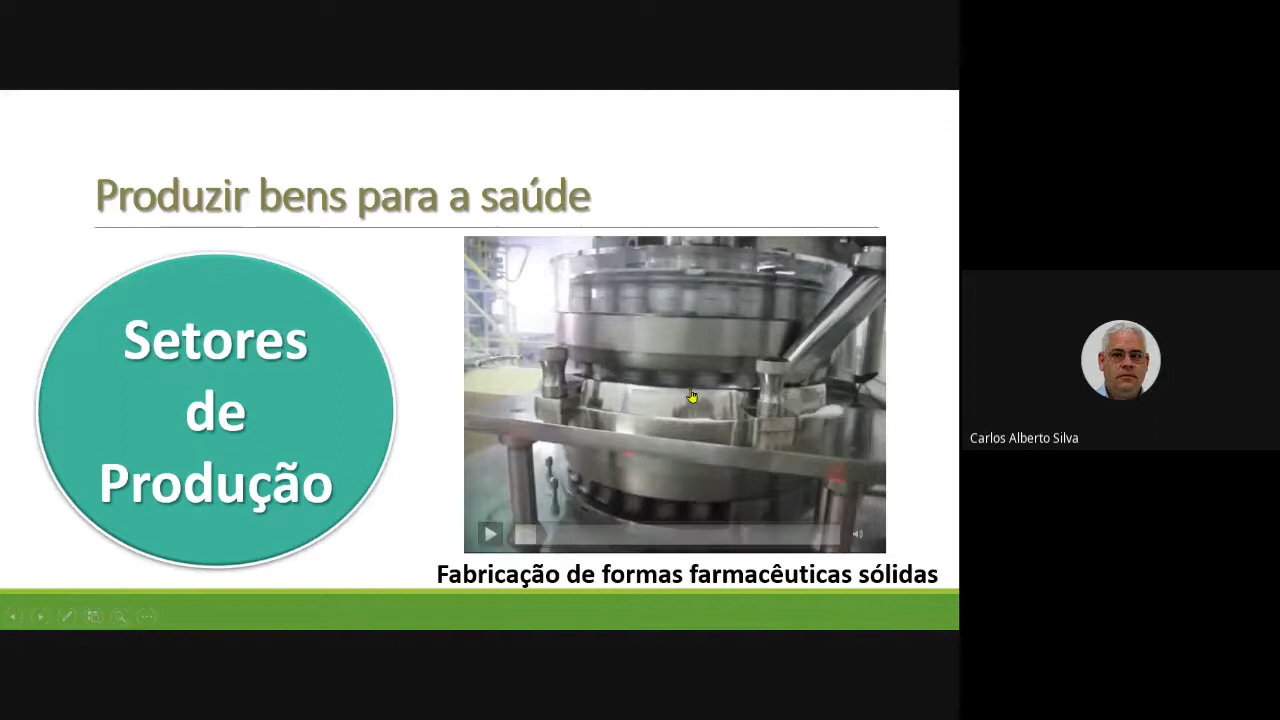 Produzir bens para a saúde
Setores
de
Produção
Fabricação de formas farmacêuticas sólidas
Carlos Alberto Silva